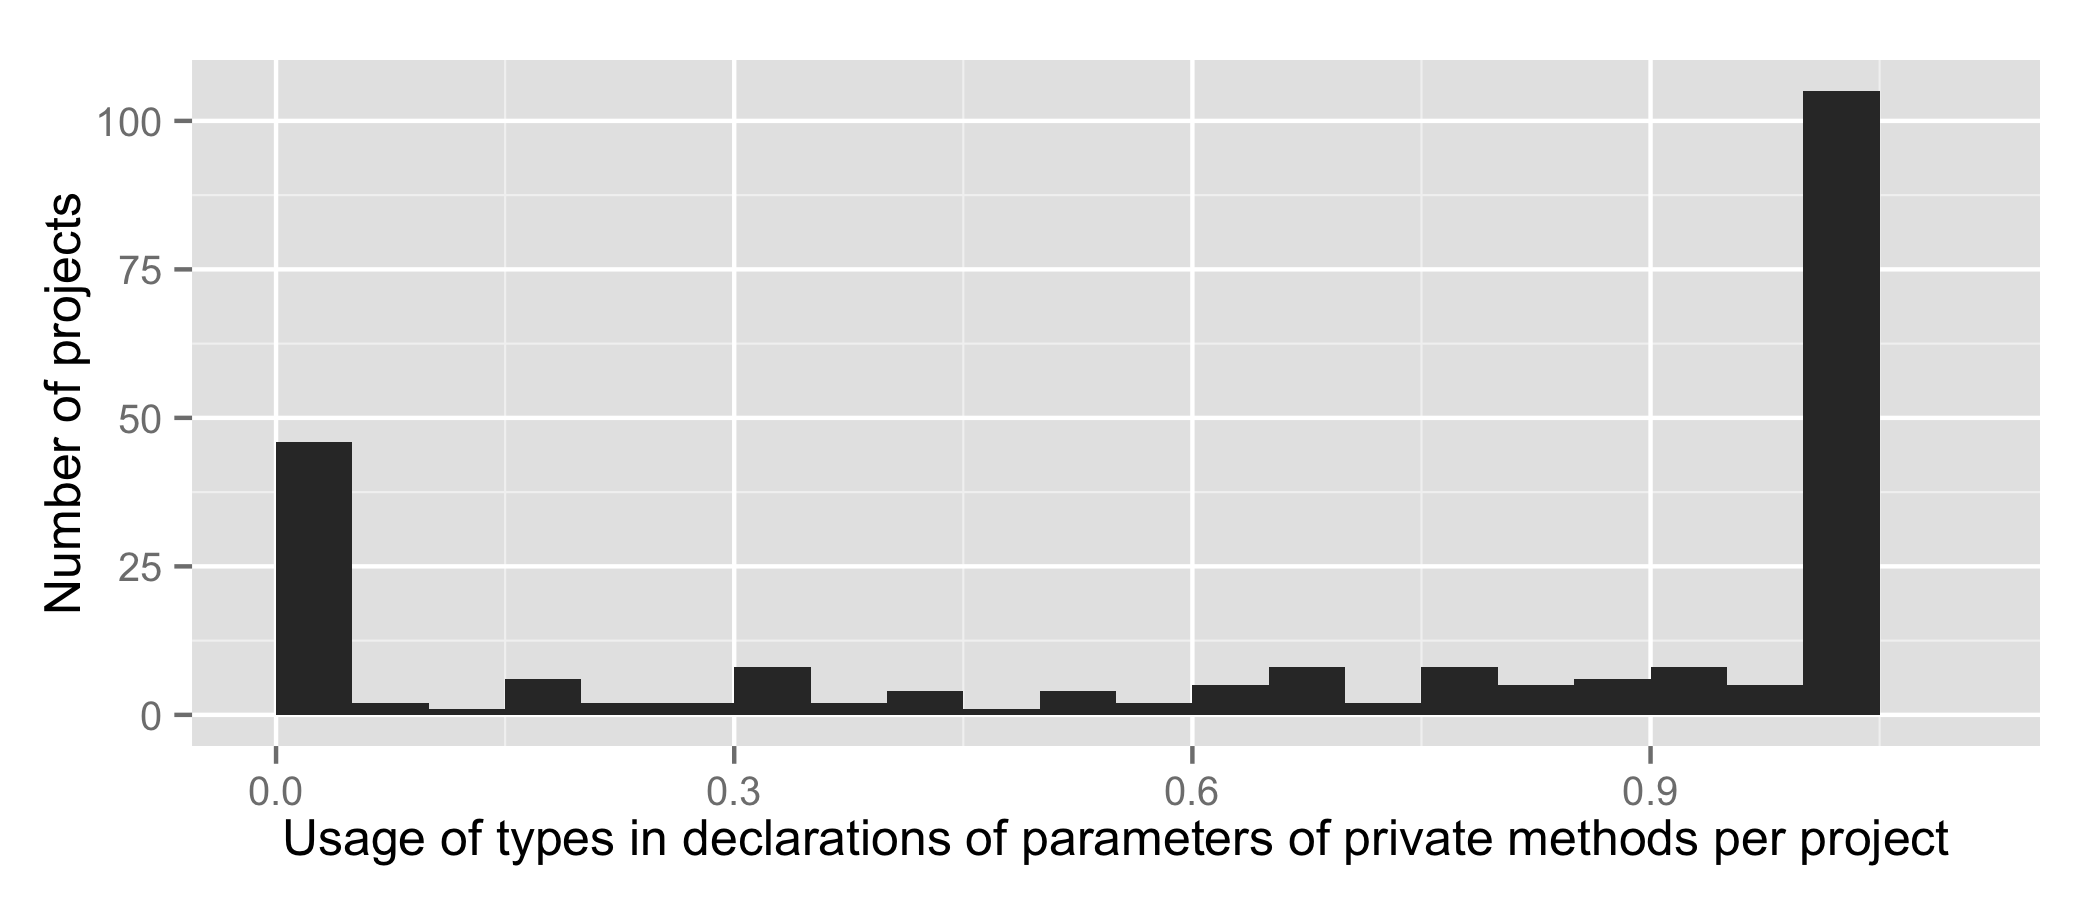 Number of projects
100
75
50
25
0
0.0 0.3 0.6 0.9
Usage of types in declarations of parameters of private methods per project